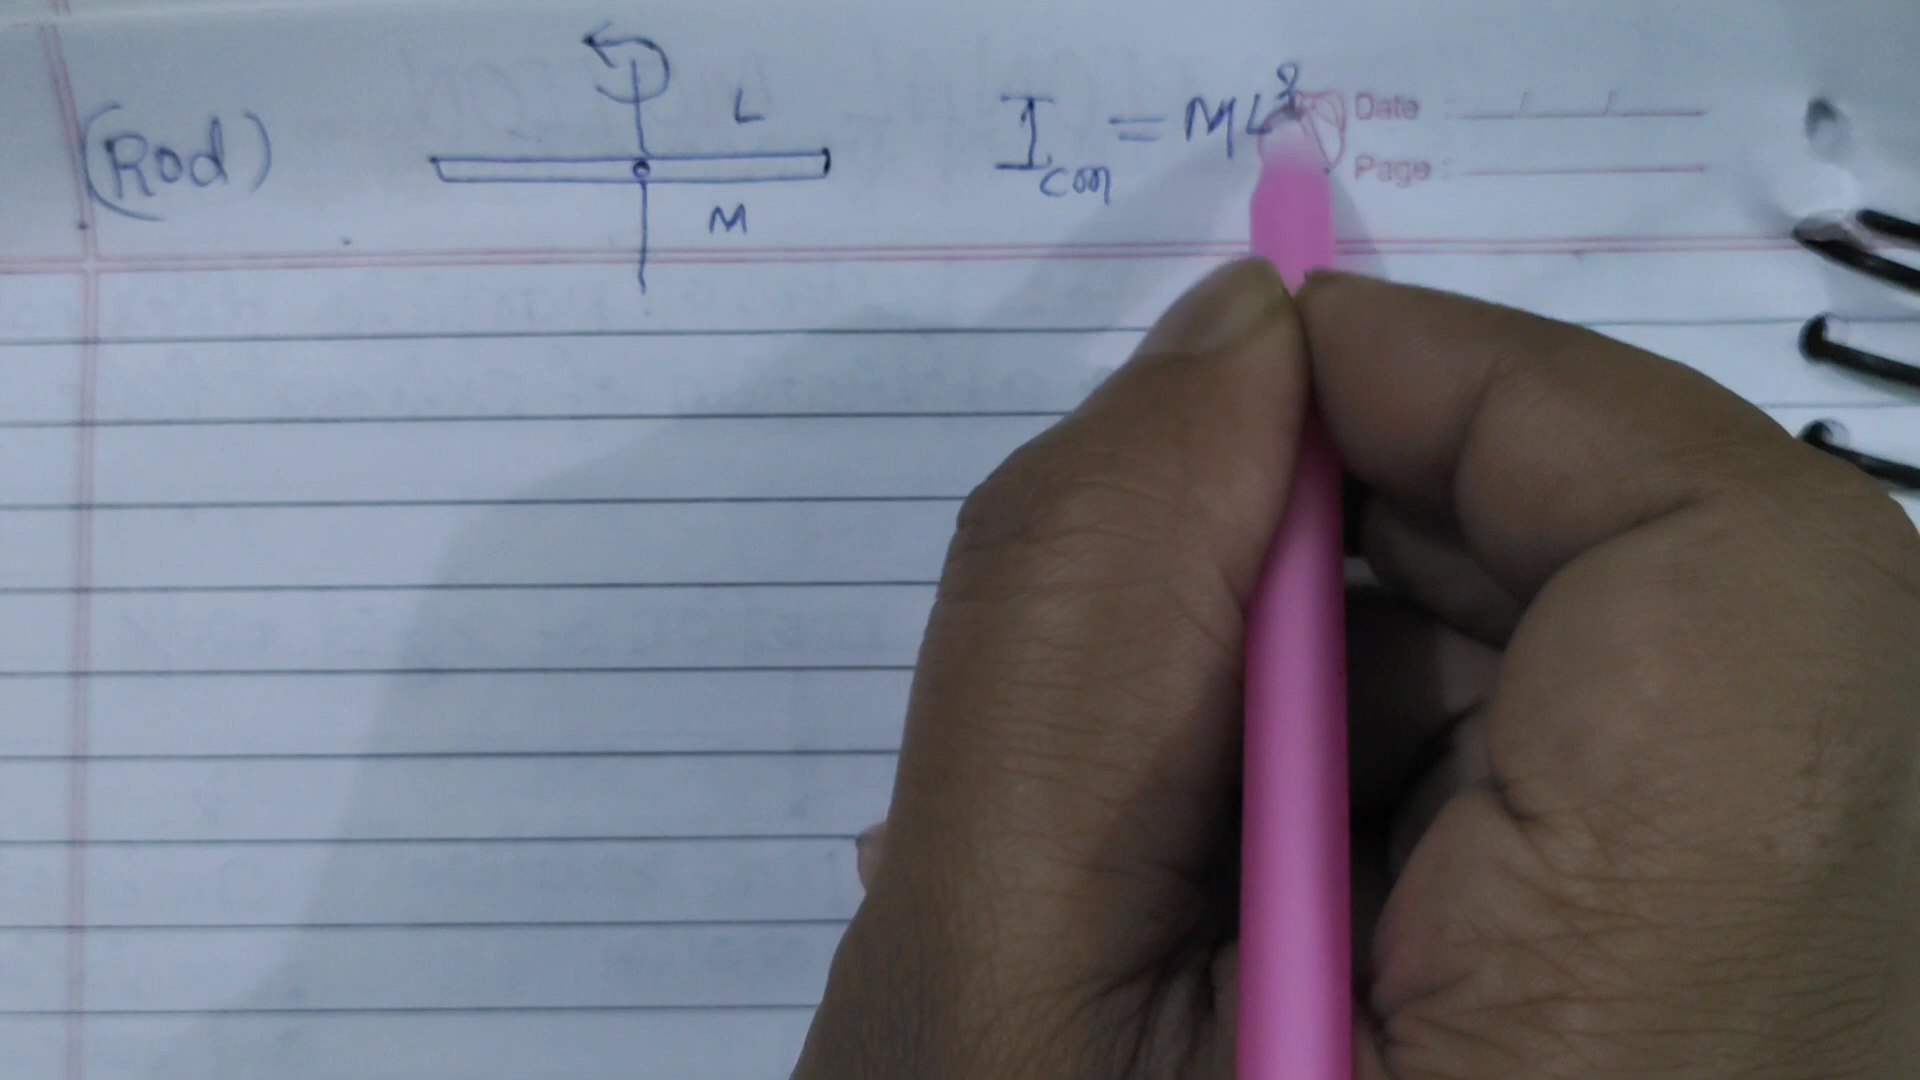 (Rod)
L
M
I_com = ML²
Date
Page